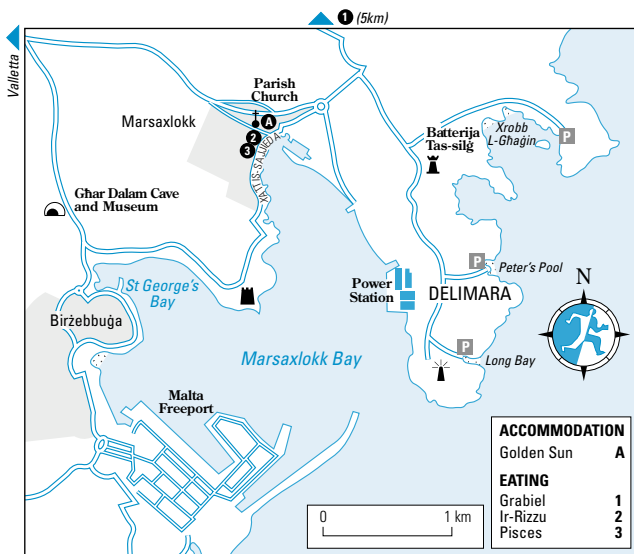 1 (5km)
Valletta
Parish
Church
A
Marsaxlokk
2
3
XATT IS-SAJJIEDA
Batterija
Tas-silġ
Xrobb
L-Għaġin
P
Għar Dalam Cave
and Museum
St George's
Bay
Birżebbuġa
Power
Station
P
Peter's Pool
DELIMARA
N
P
Long Bay
Marsaxlokk Bay
Malta
Freeport
0 1 km
ACCOMMODATION
Golden Sun A
EATING
Grabiel 1
Ir-Rizzu 2
Pisces 3